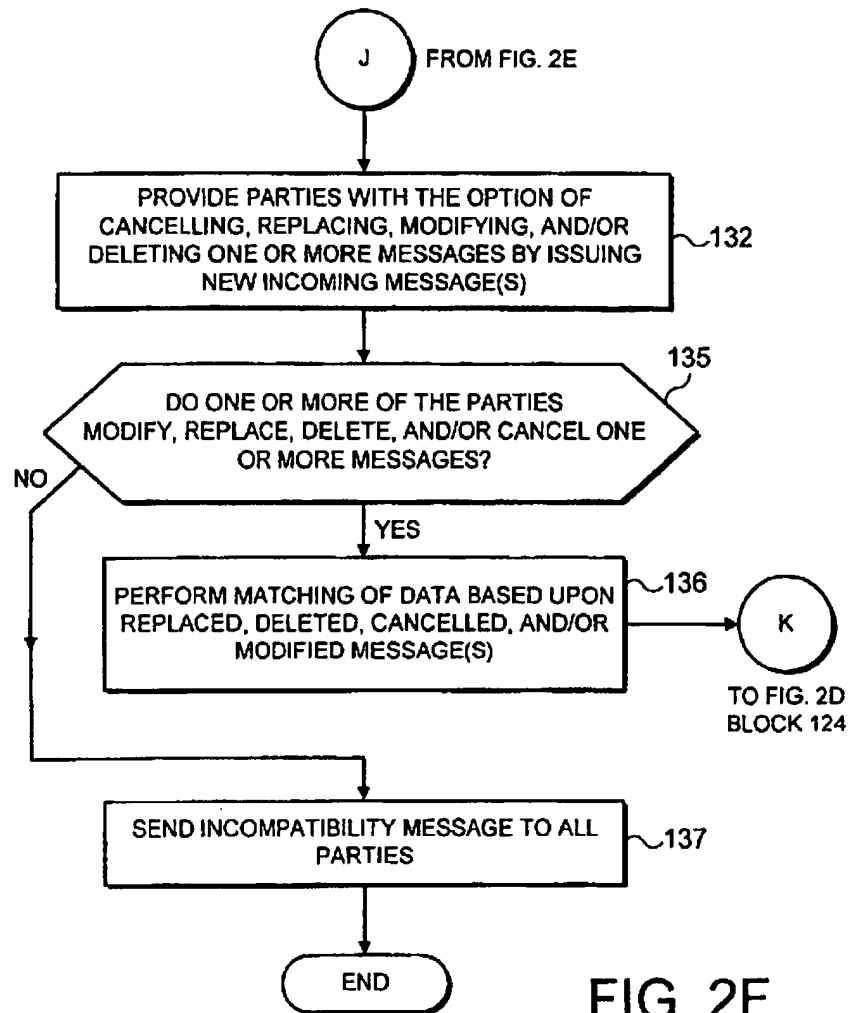 J
FROM FIG. 2E
PROVIDE PARTIES WITH THE OPTION OF
CANCELLING, REPLACING, MODIFYING, AND/OR
DELETING ONE OR MORE MESSAGES BY ISSUING
NEW INCOMING MESSAGE(S)
132
135
DO ONE OR MORE OF THE PARTIES
MODIFY, REPLACE, DELETE, AND/OR CANCEL ONE
OR MORE MESSAGES?
NO
YES
PERFORM MATCHING OF DATA BASED UPON
REPLACED, DELETED, CANCELLED, AND/OR
MODIFIED MESSAGE(S)
136
K
TO FIG. 2D
BLOCK 124
SEND INCOMPATIBILITY MESSAGE TO ALL
PARTIES
137
END
FIG. 2F